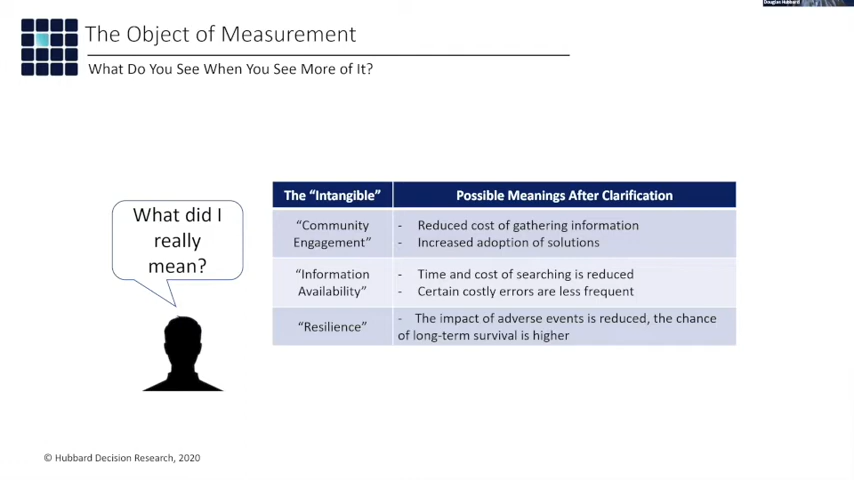 Douglas Hubbard
The Object of Measurement
What Do You See When You See More of It?
What did I
really
mean?
The “Intangible”
Possible Meanings After Clarification
“Community
Engagement”
- Reduced cost of gathering information
- Increased adoption of solutions
“Information
Availability”
- Time and cost of searching is reduced
- Certain costly errors are less frequent
“Resilience”
- The impact of adverse events is reduced, the chance
of long-term survival is higher
© Hubbard Decision Research, 2020